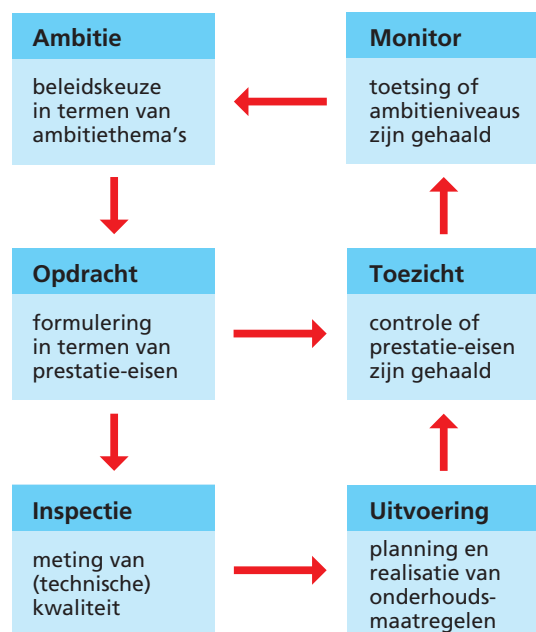 Ambitie
beleidskeuze
in termen van
ambitiethema's
Monitor
toetsing of
ambitieniveaus
zijn gehaald
Opdracht
formulering
in termen van
prestatie-eisen
Toezicht
controle of
prestatie-eisen
zijn gehaald
Inspectie
meting van
(technische)
kwaliteit
Uitvoering
planning en
realisatie van
onderhouds-
maatregelen